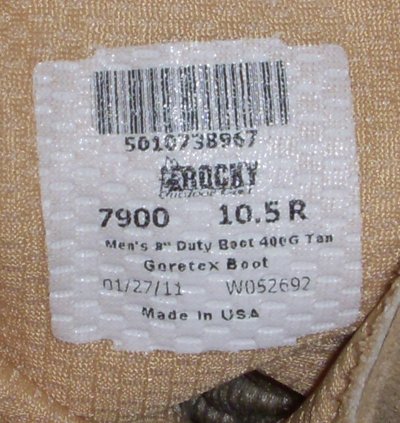 5010738967
ROCKY
7900 10.5 R
Men's 8" Duty Boot 400G Tan
Goretex Boot
01/27/11 W052692
Made In USA